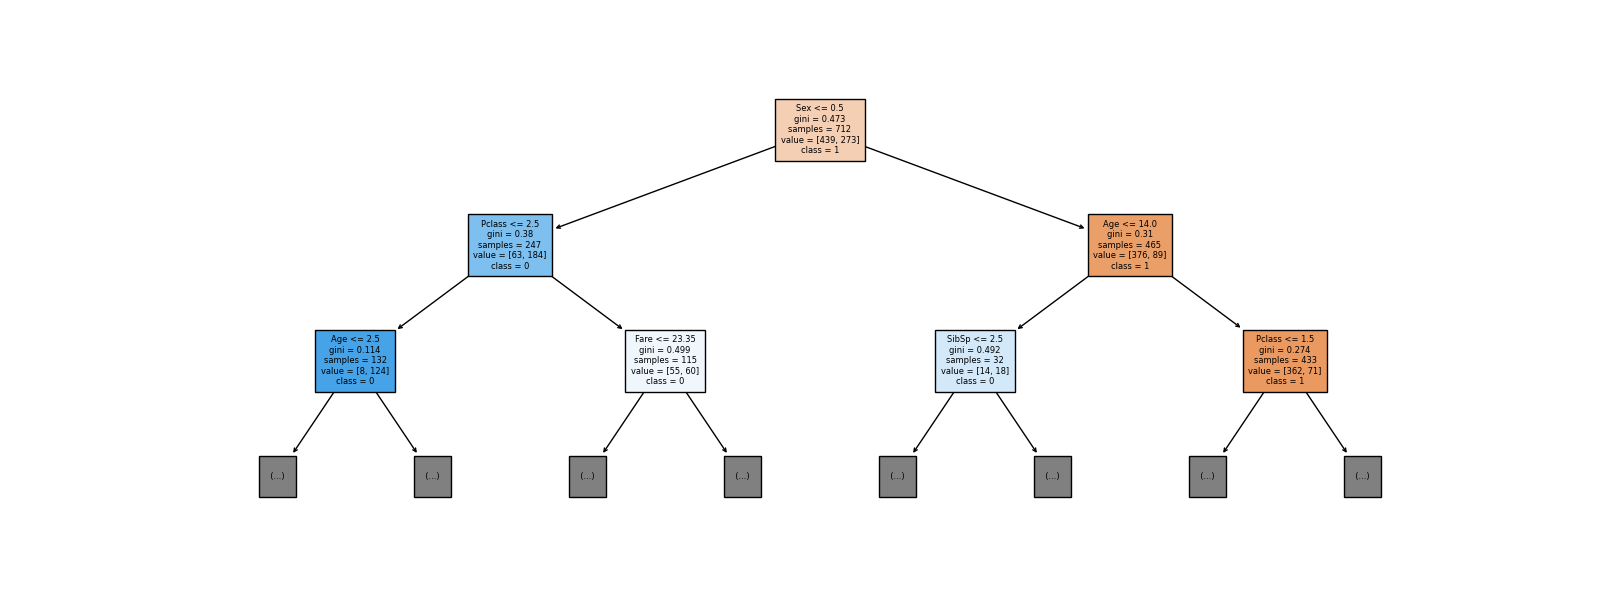 Sex <= 0.5
gini = 0.473
samples = 712
value = [439, 273]
class = 1
Pclass <= 2.5
gini = 0.38
samples = 247
value = [63, 184]
class = 0
Age <= 14.0
gini = 0.31
samples = 465
value = [376, 89]
class = 1
Age <= 2.5
gini = 0.114
samples = 132
value = [8, 124]
class = 0
Fare <= 23.35
gini = 0.499
samples = 115
value = [55, 60]
class = 0
SibSp <= 2.5
gini = 0.492
samples = 32
value = [14, 18]
class = 0
Pclass <= 1.5
gini = 0.274
samples = 433
value = [362, 71]
class = 1
(...)
(...)
(...)
(...)
(...)
(...)
(...)
(...)